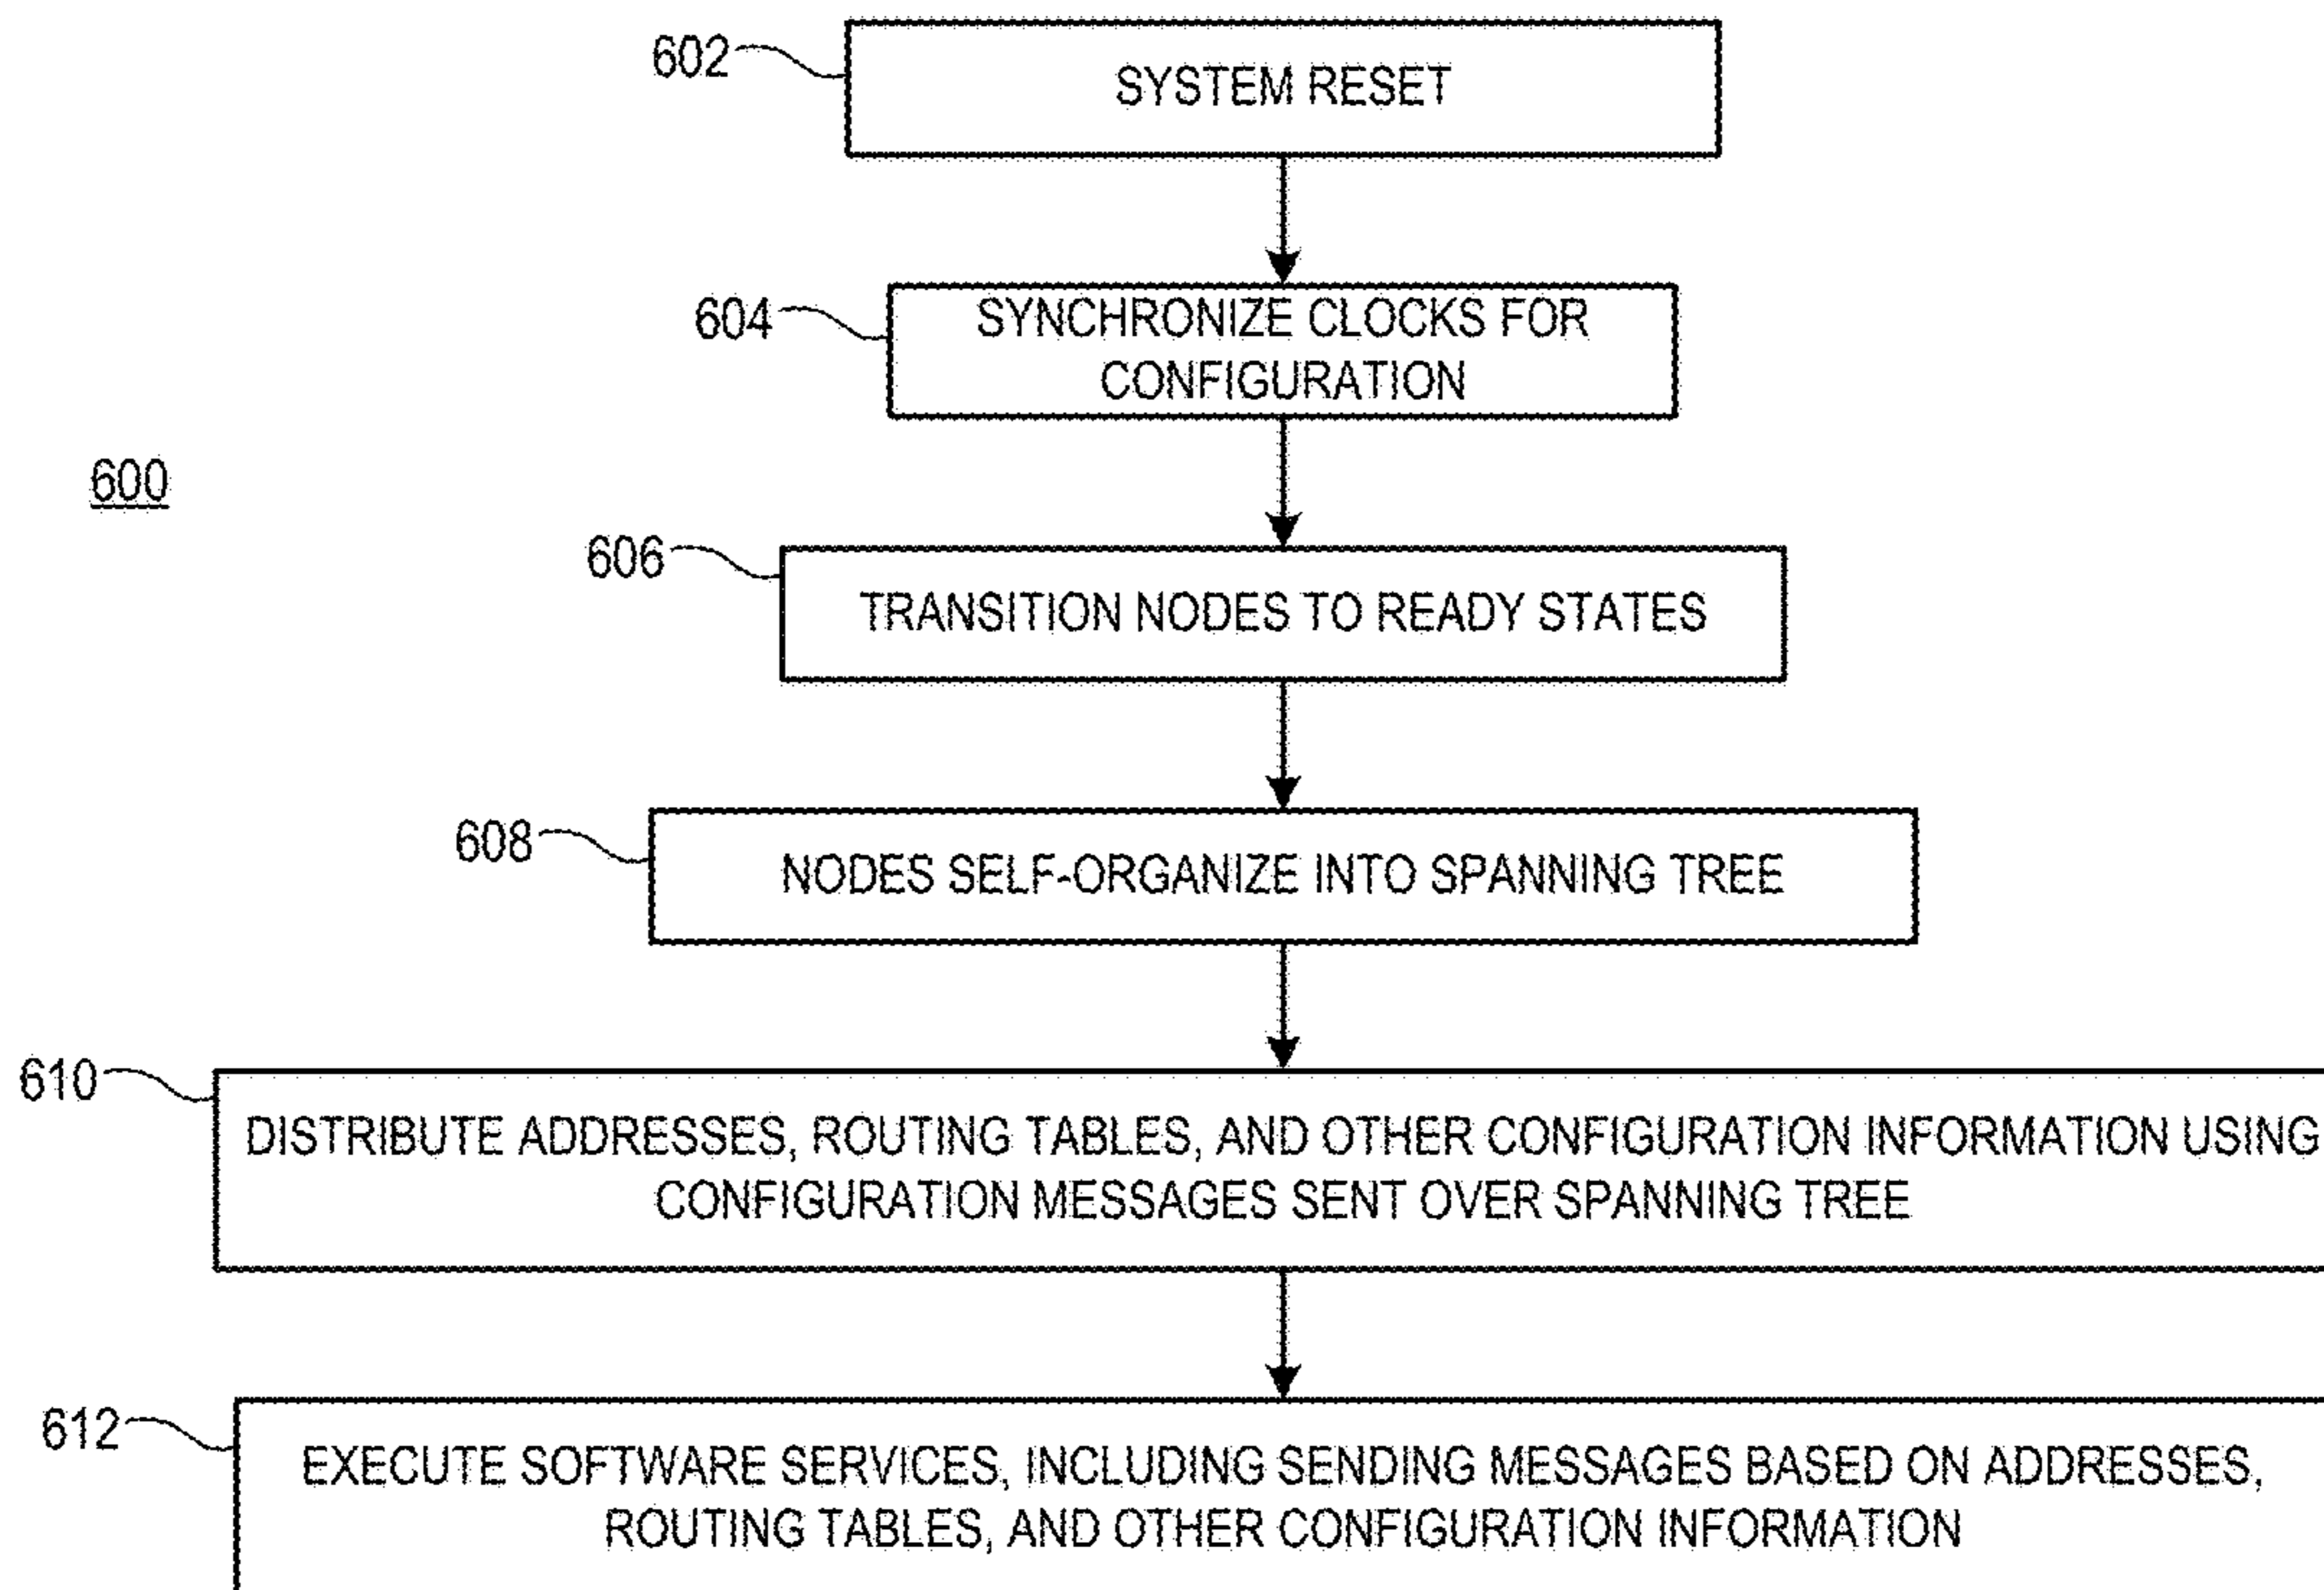 602
SYSTEM RESET
604
SYNCHRONIZE CLOCKS FOR
CONFIGURATION
600
606
TRANSITION NODES TO READY STATES
608
NODES SELF-ORGANIZE INTO SPANNING TREE
610
DISTRIBUTE ADDRESSES, ROUTING TABLES, AND OTHER CONFIGURATION INFORMATION USING
CONFIGURATION MESSAGES SENT OVER SPANNING TREE
612
EXECUTE SOFTWARE SERVICES, INCLUDING SENDING MESSAGES BASED ON ADDRESSES,
ROUTING TABLES, AND OTHER CONFIGURATION INFORMATION